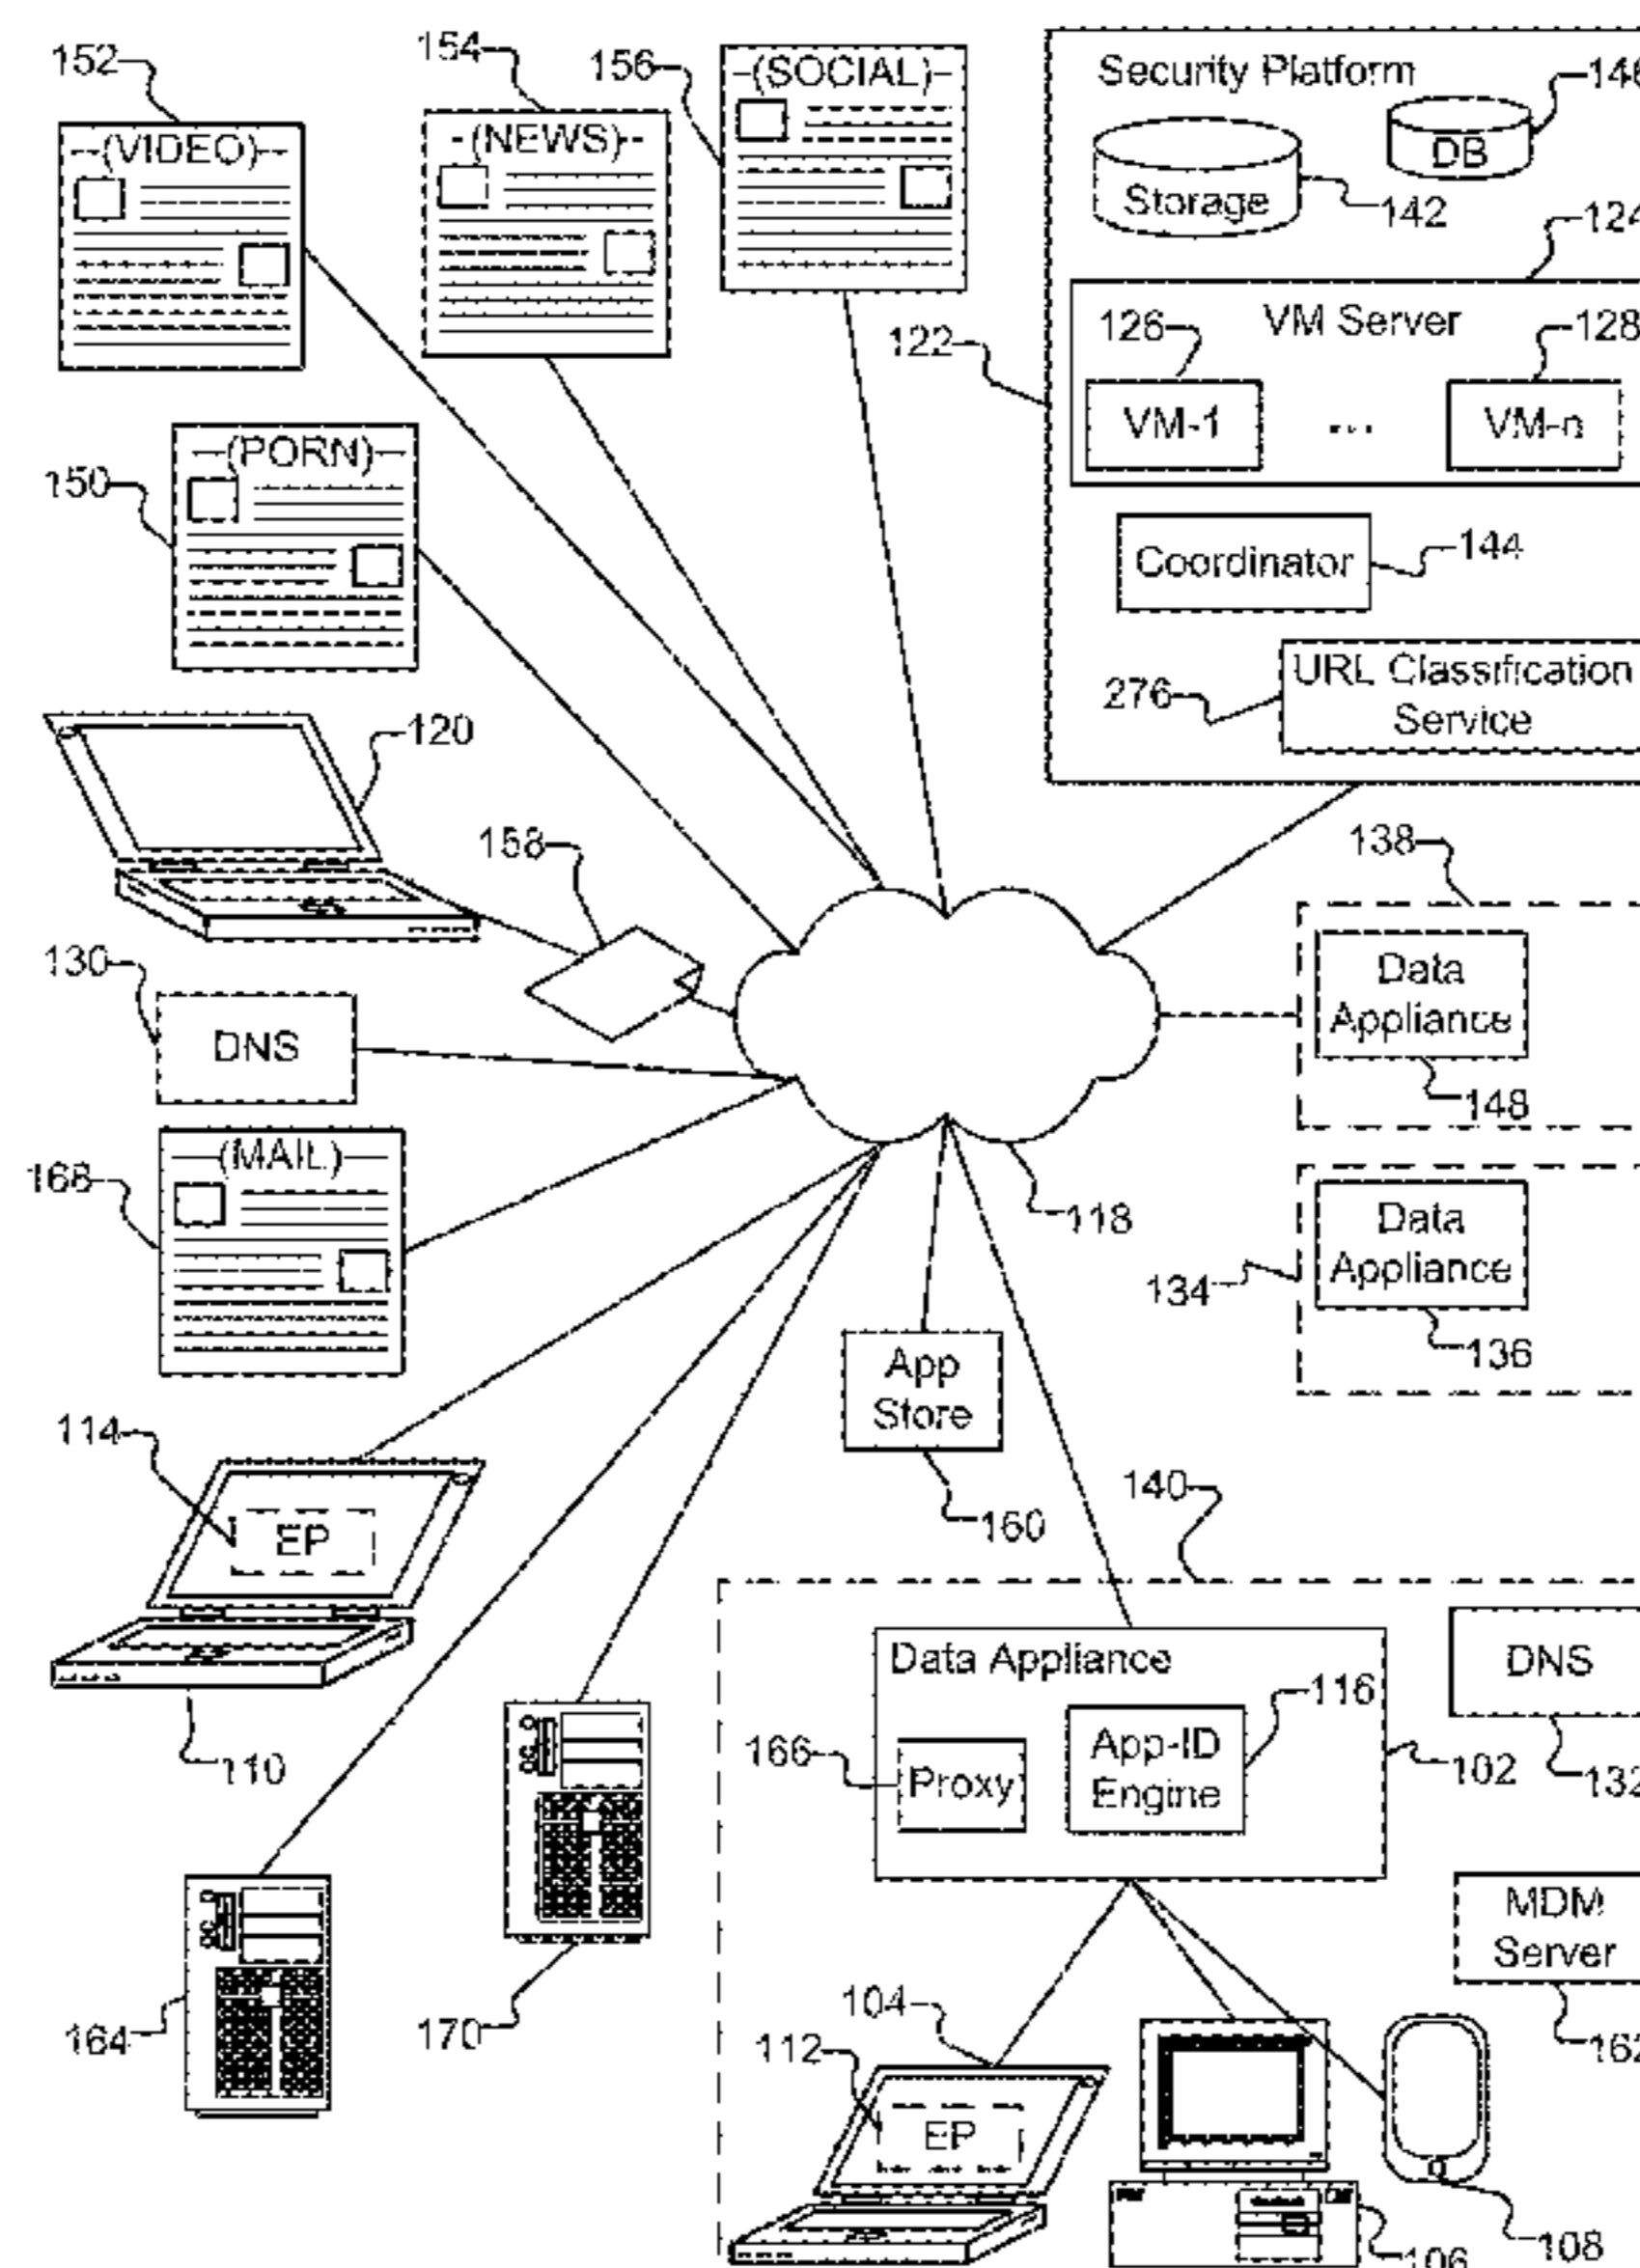 152
(VIDEO)
154
(NEWS)
156
(SOCIAL)
Security Platform
146
DB
Storage
142
124
VM Server
122
126
128
VM-1
...
VM-n
150
(PORN)
Coordinator
144
URL Classification
Service
276
120
158
138
130
DNS
Data
Appliance
148
168
(MAIL)
118
Data
Appliance
134
136
App
Store
160
114
EP
110
140
Data Appliance
DNS
116
166
Proxy
App-ID
Engine
102
132
MDM
Server
162
164
170
104
112
EP
106
108